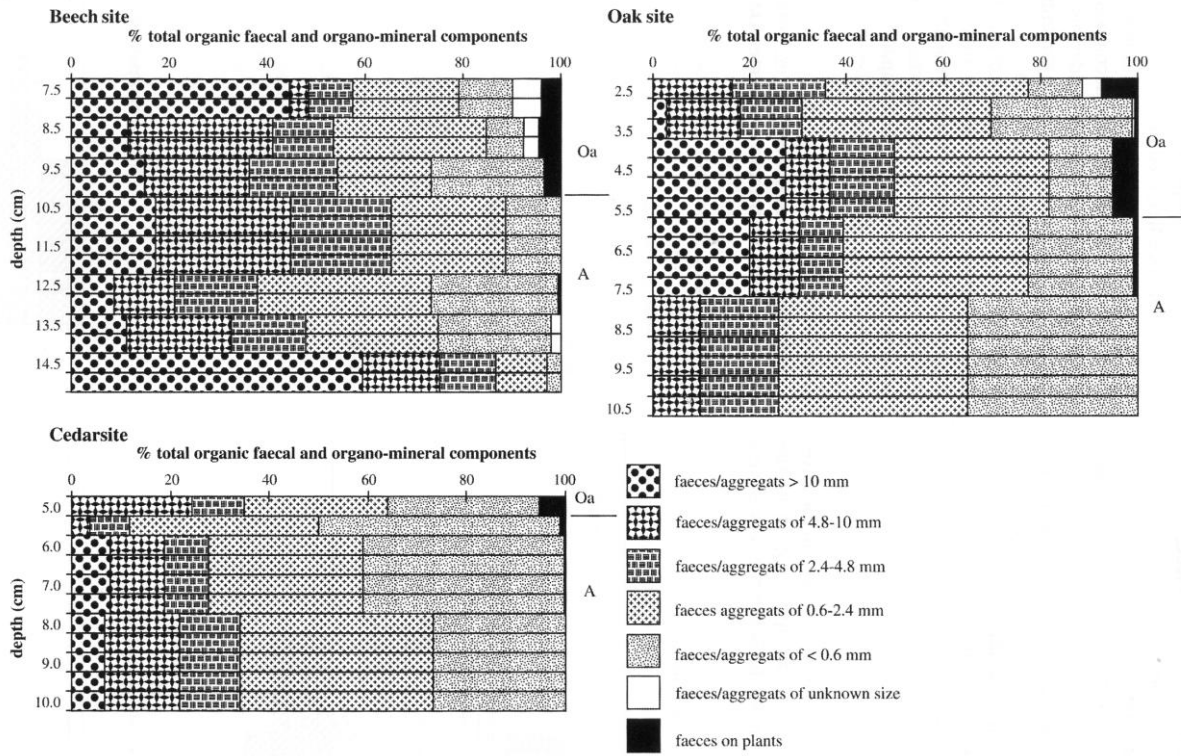 Beech site
% total organic faecal and organo-mineral components
0 20 40 60 80 100
depth (cm)
7.5
8.5
9.5
10.5
11.5
12.5
13.5
14.5
Oa
A
Oak site
% total organic faecal and organo-mineral components
0 20 40 60 80 100
2.5
3.5
4.5
5.5
6.5
7.5
8.5
9.5
10.5
Oa
A
Cedarsite
% total organic faecal and organo-mineral components
0 20 40 60 80 100
depth (cm)
5.0
6.0
7.0
8.0
9.0
10.0
Oa
A
faeces/aggregats > 10 mm
faeces/aggregats of 4.8-10 mm
faeces/aggregats of 2.4-4.8 mm
faeces aggregats of 0.6-2.4 mm
faeces/aggregats of < 0.6 mm
faeces/aggregats of unknown size
faeces on plants